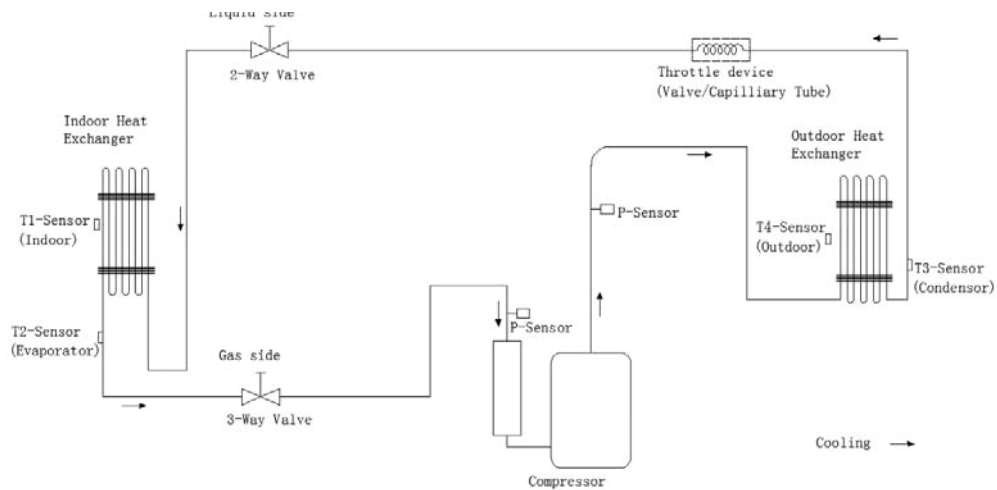 Liquid side
2-Way Valve
Throttle device
(Valve/Capilliary Tube)
Indoor Heat
Exchanger
Outdoor Heat
Exchanger
T1-Sensor
(Indoor)
P-Sensor
T4-Sensor
(Outdoor)
T3-Sensor
(Condensor)
T2-Sensor
(Evaporator)
P-Sensor
Gas side
3-Way Valve
Cooling
Compressor